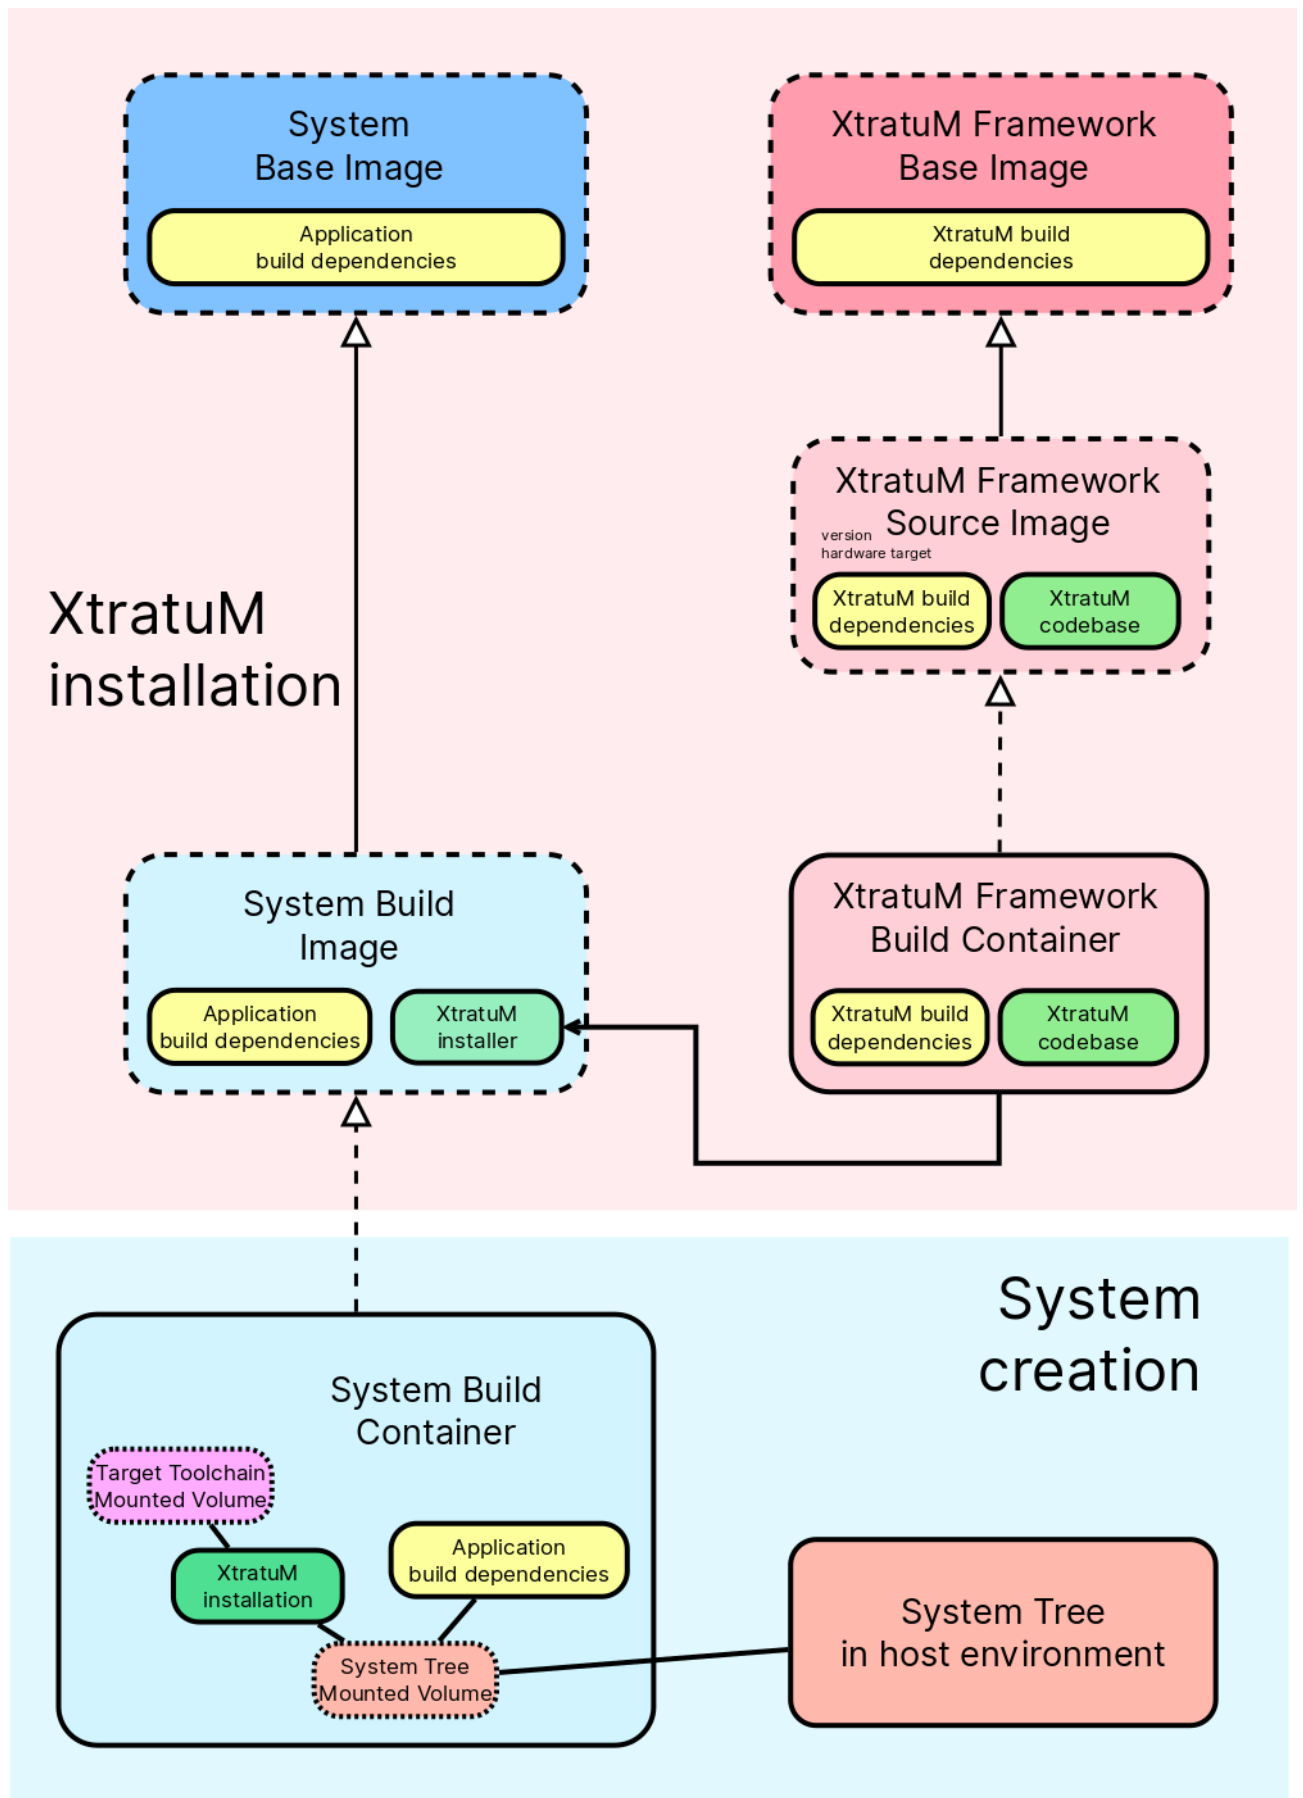 System
Base Image
Application
build dependencies
XtratuM Framework
Base Image
XtratuM build
dependencies
XtratuM Framework
Source Image
version
hardware target
XtratuM build
dependencies
XtratuM
codebase
XtratuM
installation
System Build
Image
Application
build dependencies
XtratuM
installer
XtratuM Framework
Build Container
XtratuM build
dependencies
XtratuM
codebase
System
creation
System Build
Container
Target Toolchain
Mounted Volume
XtratuM
installation
Application
build dependencies
System Tree
Mounted Volume
System Tree
in host environment